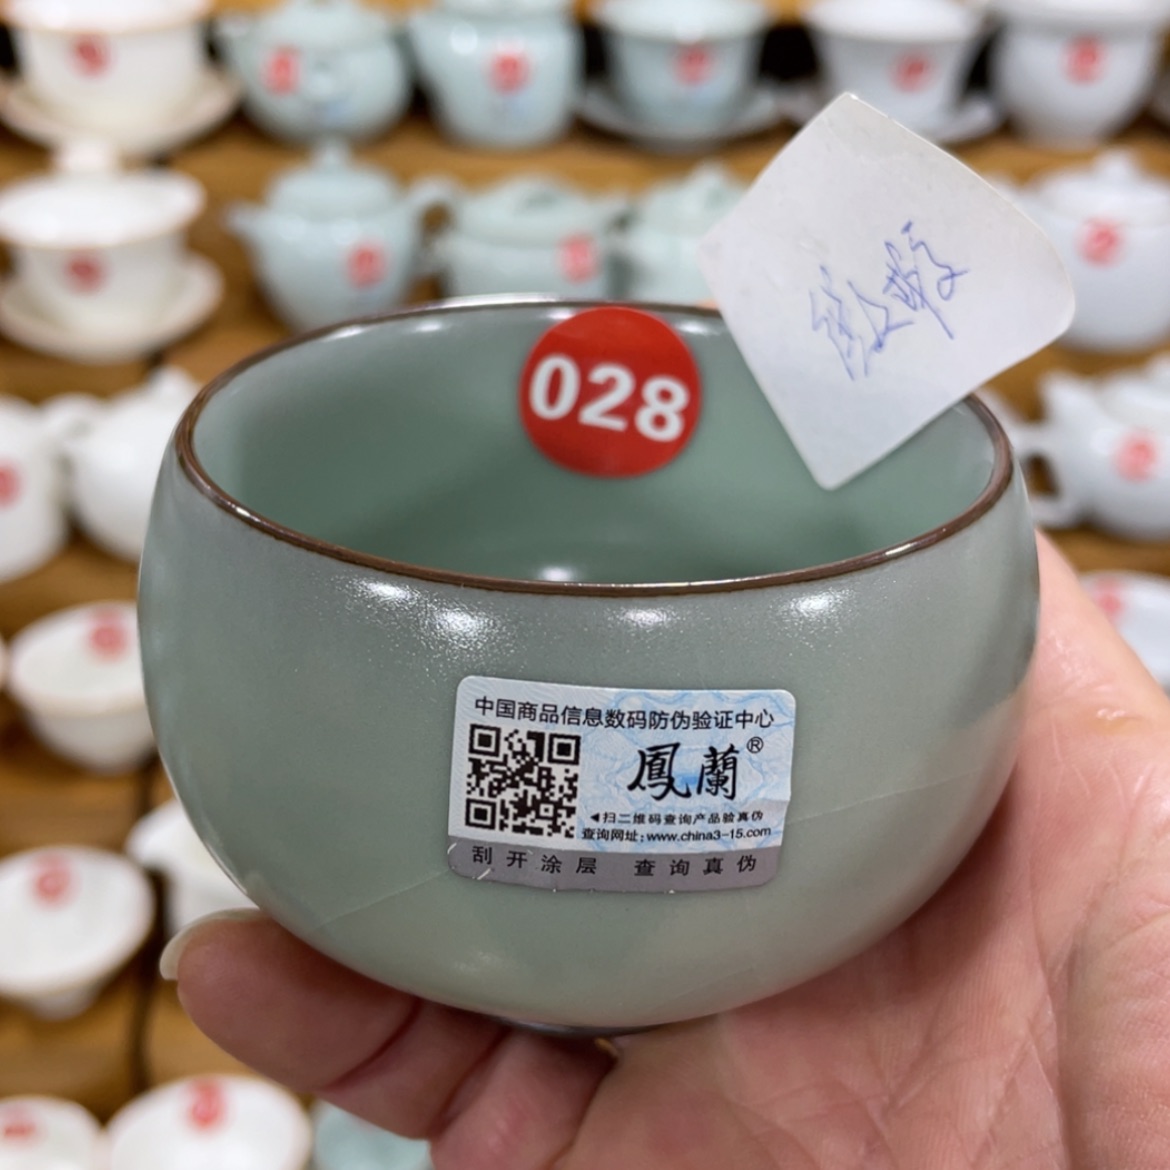 028
中国商品信息数码防伪验证中心
鳳蘭®
◀扫二维码查询产品验真伪
查询网址:www.china3-15.com
刮开涂层 查询真伪